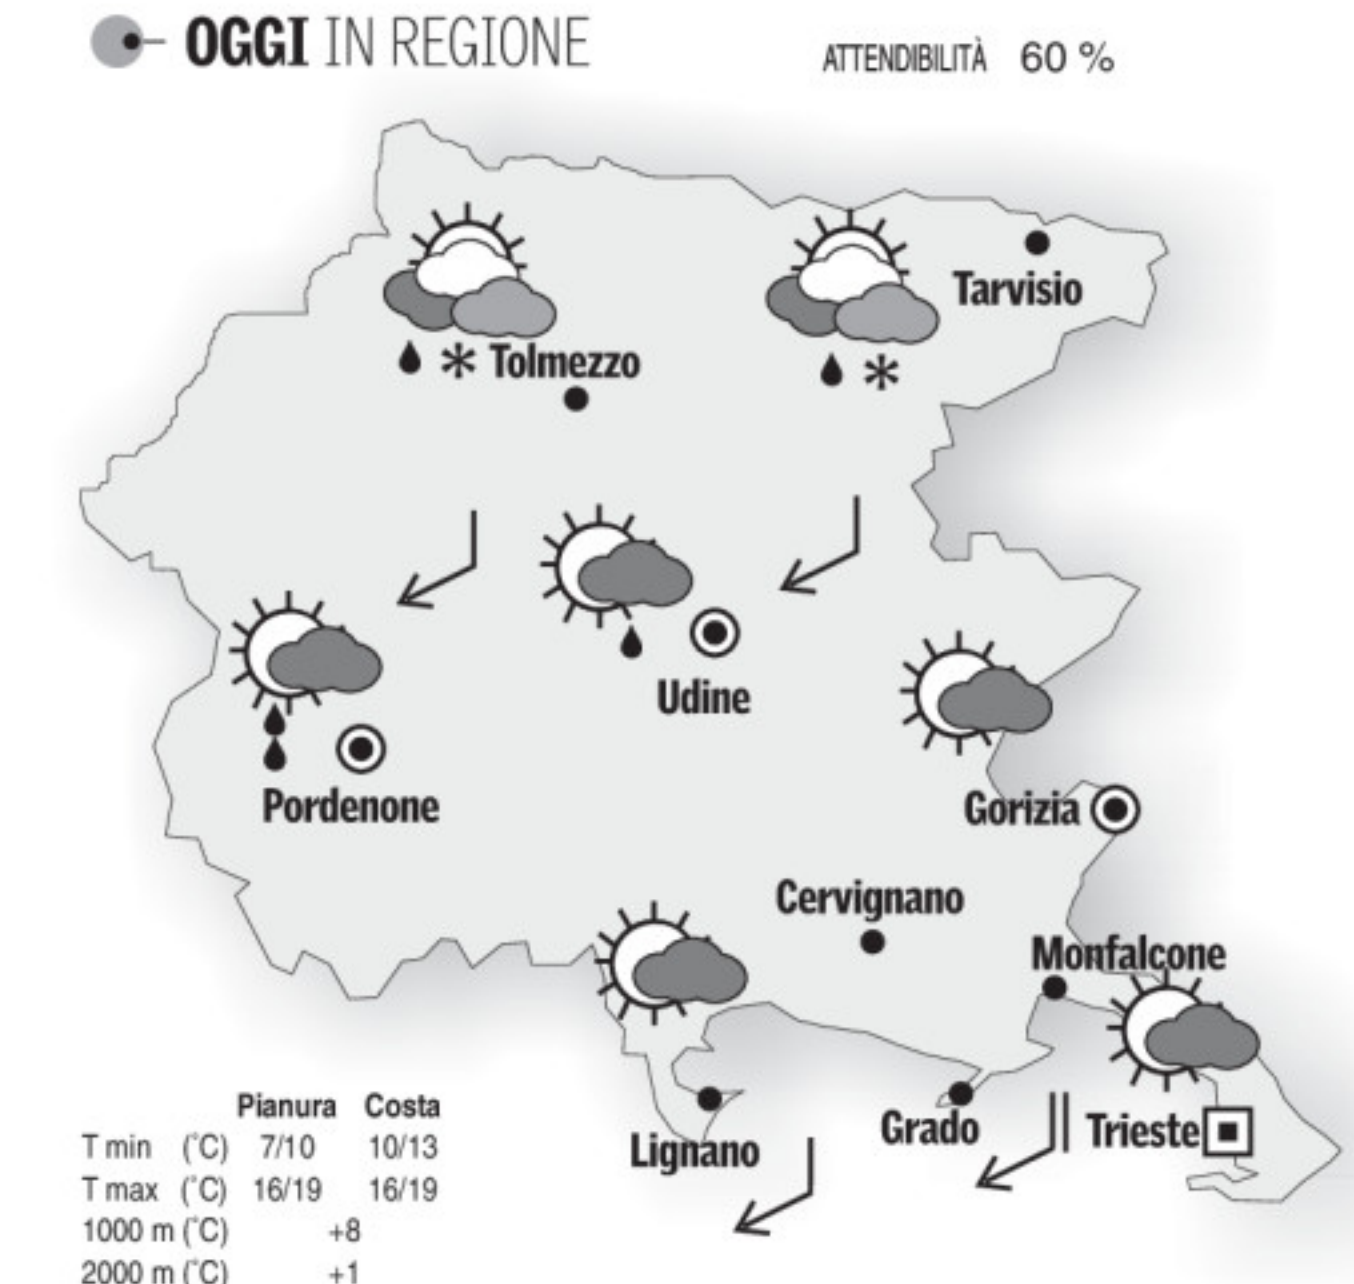 OGGI IN REGIONE
ATTENDIBILITÀ 60 %
Tarvisio
Tolmezzo
Udine
Pordenone
Gorizia
Cervignano
Monfalcone
Grado
Trieste
Lignano
Pianura Costa
T min (°C) 7/10 10/13
T max (°C) 16/19 16/19
1000 m (°C) +8
2000 m (°C) +1